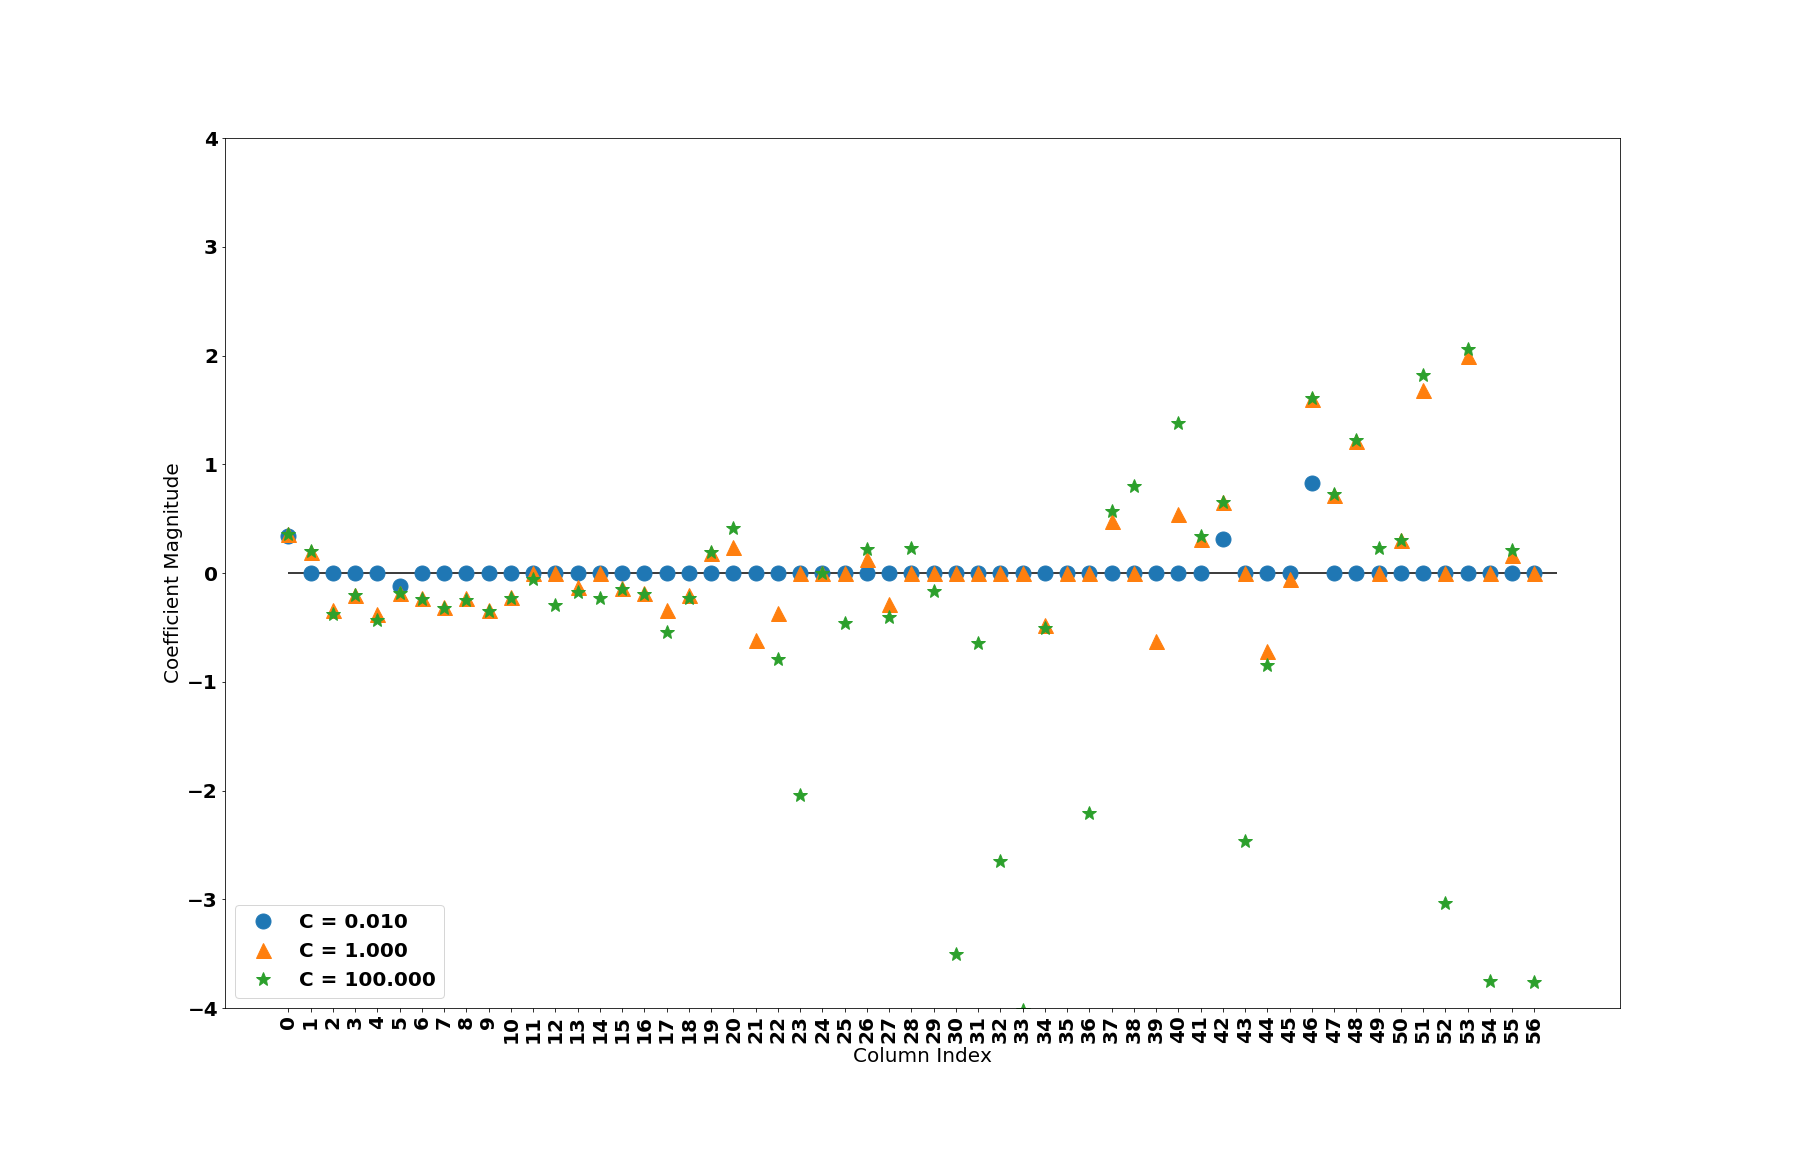 4
3
2
1
0
−1
−2
−3
−4
Coefficient Magnitude
C = 0.010
C = 1.000
C = 100.000
0 1 2 3 4 5 6 7 8 9 10 11 12 13 14 15 16 17 18 19 20 21 22 23 24 25 26 27 28 29 30 31 32 33 34 35 36 37 38 39 40 41 42 43 44 45 46 47 48 49 50 51 52 53 54 55 56
Column Index